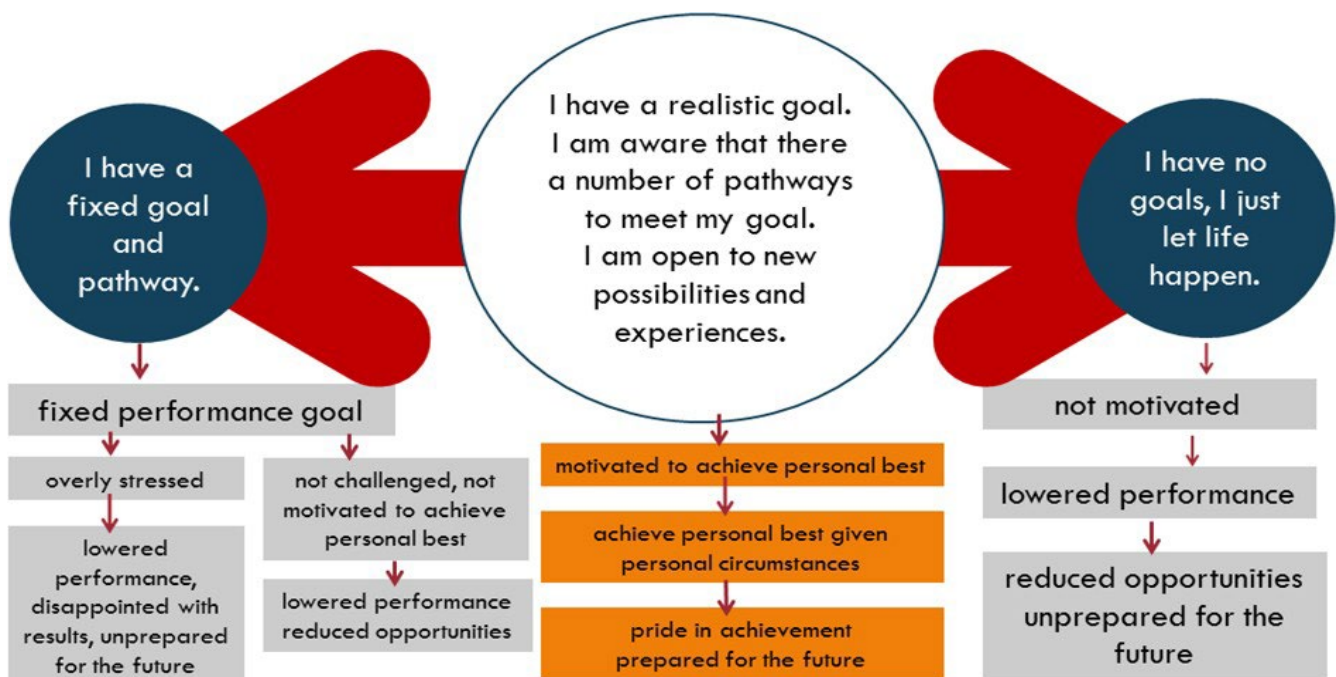 I have a
fixed goal
and
pathway.
fixed performance goal
overly stressed
lowered
performance,
disappointed with
results, unprepared
for the future
not challenged, not
motivated to achieve
personal best
lowered performance
reduced opportunities
I have a realistic goal.
I am aware that there
a number of pathways
to meet my goal.
I am open to new
possibilities and
experiences.
motivated to achieve personal best
achieve personal best given
personal circumstances
pride in achievement
prepared for the future
I have no
goals, I just
let life
happen.
not motivated
lowered performance
reduced opportunities
unprepared for the
future